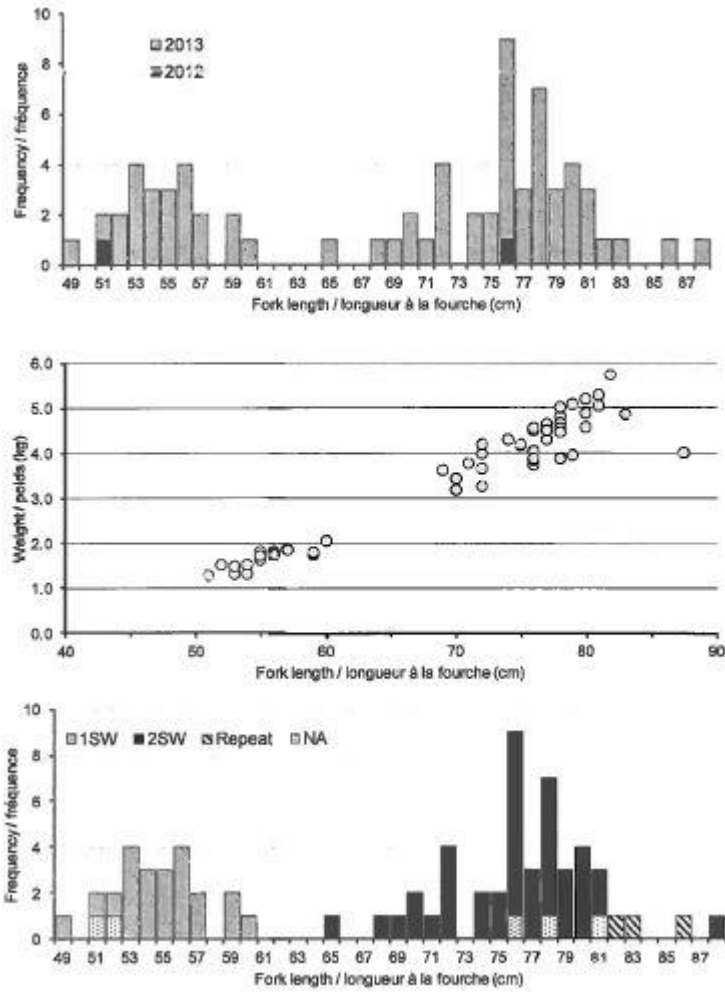 10
8
6
4
2
0
Frequency / fréquence
2013
2012
49 51 53 55 57 59 61 63 65 67 69 71 73 75 77 79 81 83 85 87
Fork length / longueur à la fourche (cm)
6.0
5.0
4.0
3.0
2.0
1.0
0.0
Weight / poids (kg)
40 50 60 70 80 90
Fork length / longueur à la fourche (cm)
10
8
6
4
2
0
Frequency / fréquence
1SW 2SW Repeat NA
49 51 53 55 57 59 61 63 65 67 69 71 73 75 77 79 81 83 85 87
Fork length / longueur à la fourche (cm)